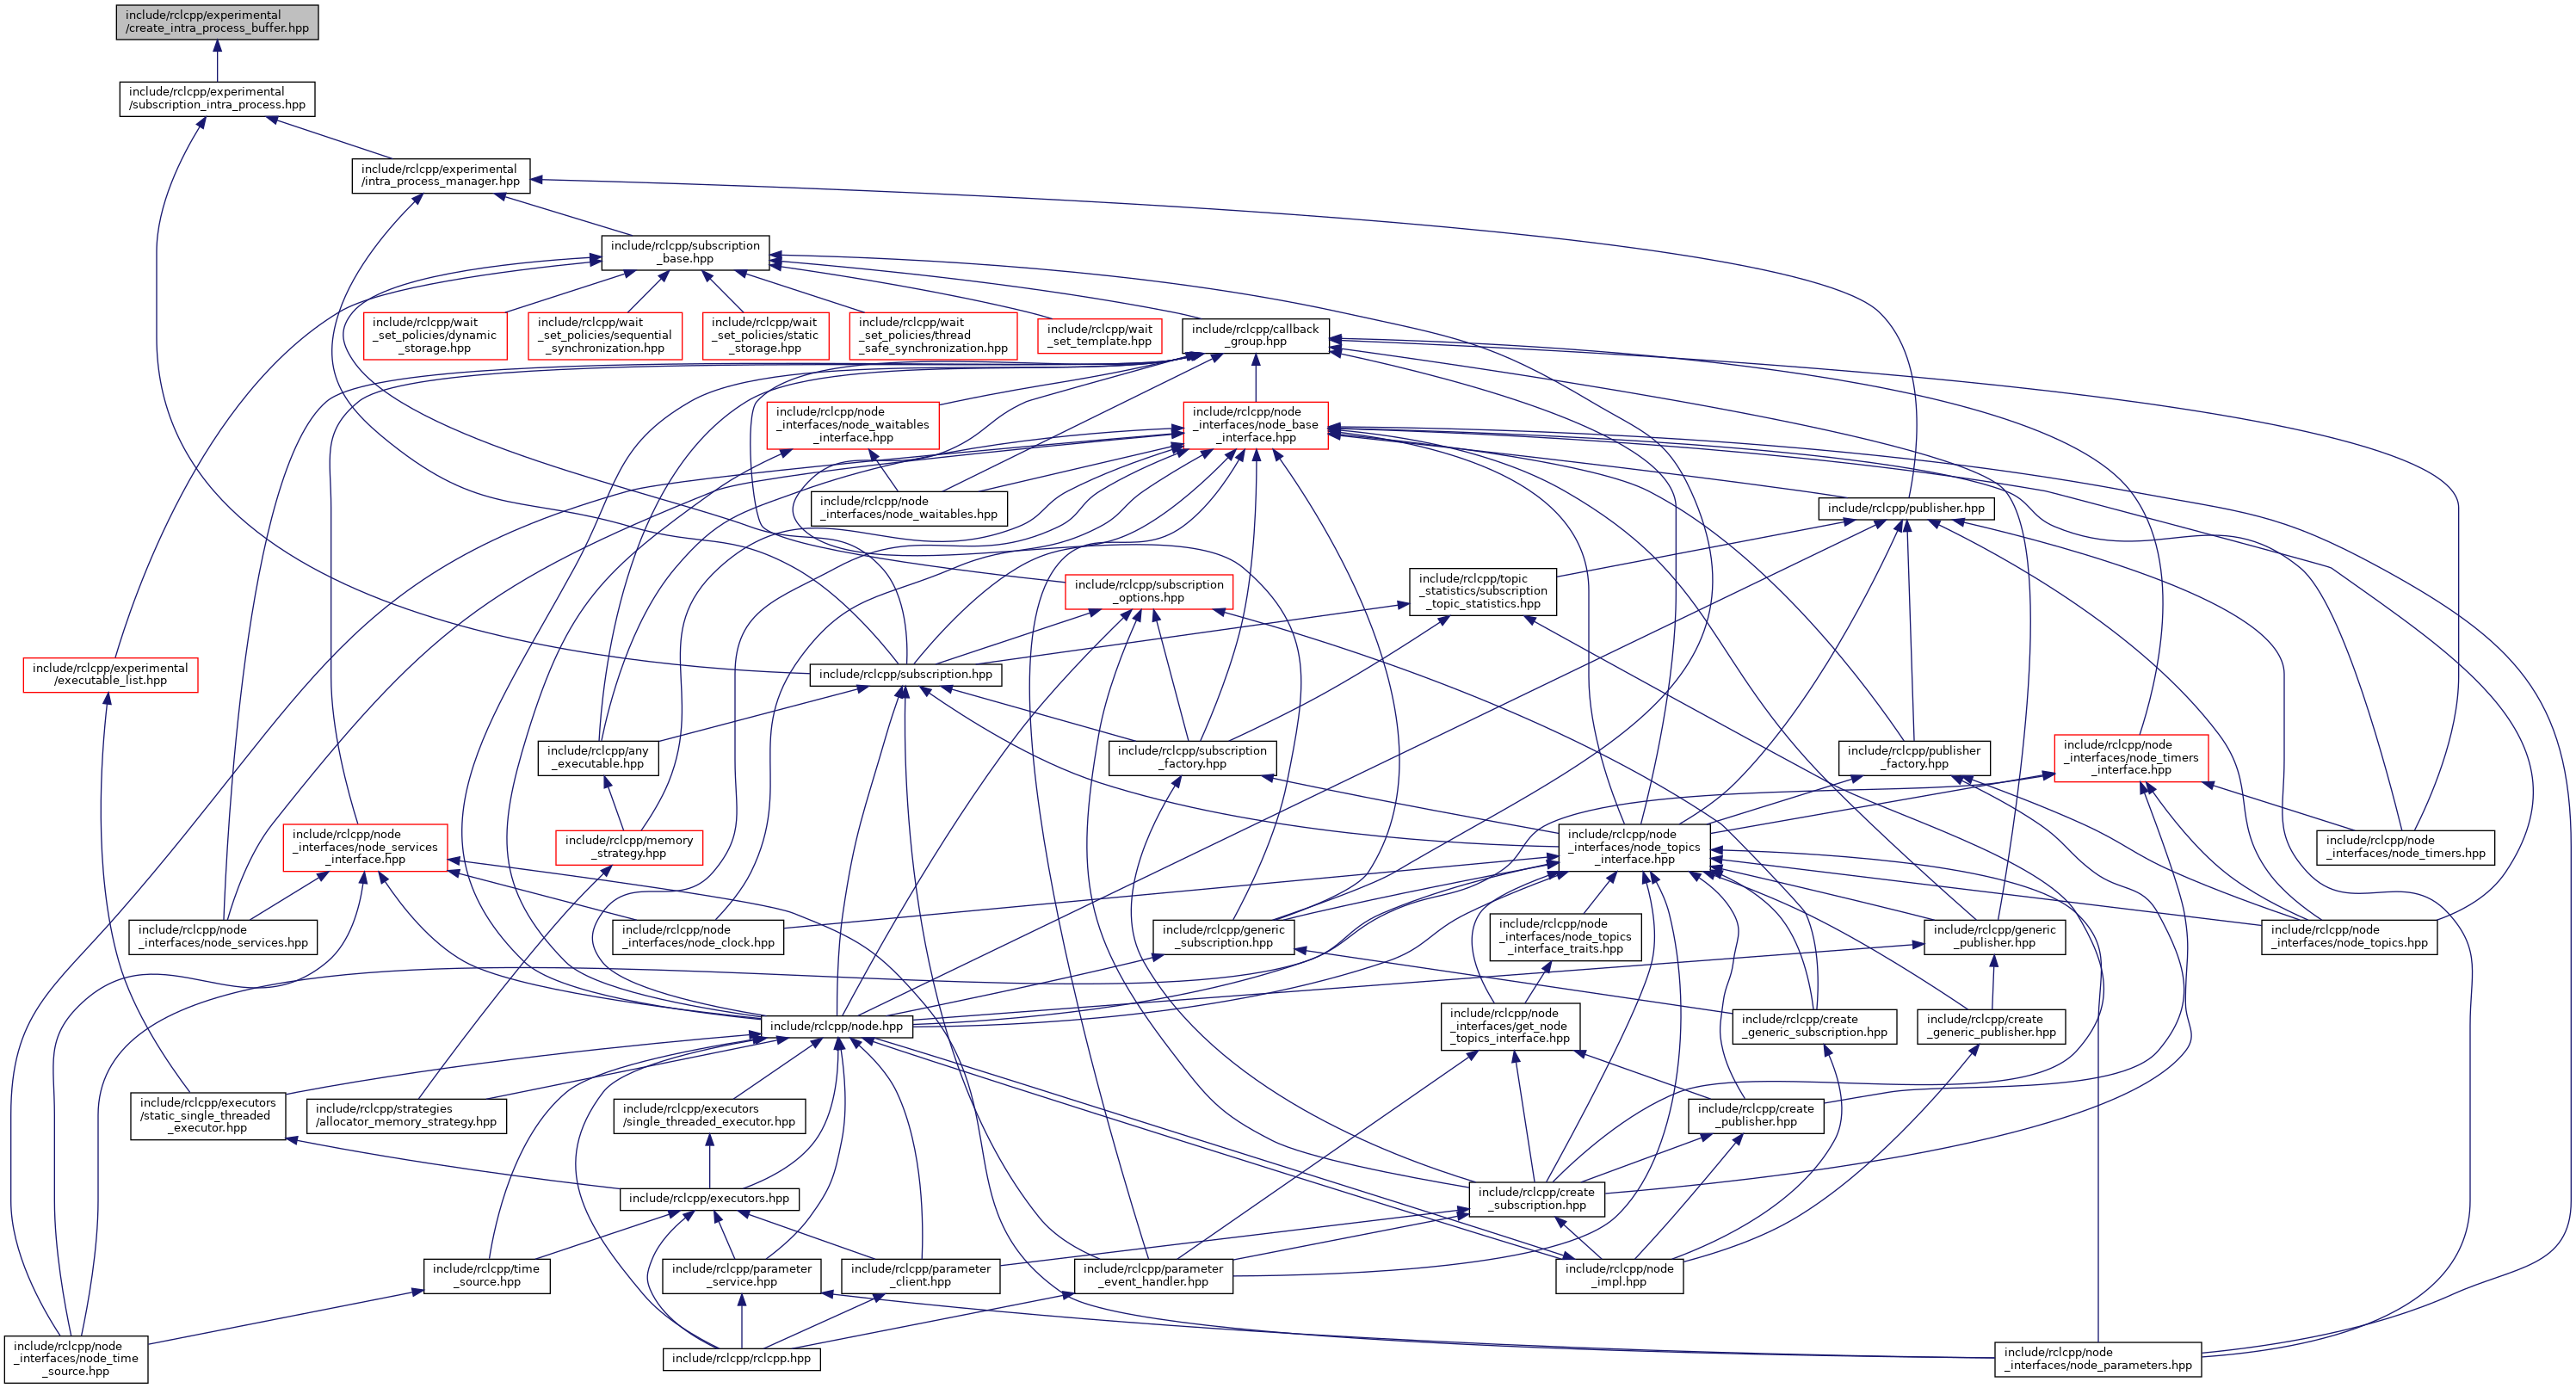 include/rclcpp/experimental
/create_intra_process_buffer.hpp
include/rclcpp/experimental
/subscription_intra_process.hpp
include/rclcpp/experimental
/intra_process_manager.hpp
include/rclcpp/subscription
_base.hpp
include/rclcpp/wait
_set_policies/dynamic
_storage.hpp
include/rclcpp/wait
_set_policies/sequential
_synchronization.hpp
include/rclcpp/wait
_set_policies/static
_storage.hpp
include/rclcpp/wait
_set_policies/thread
_safe_synchronization.hpp
include/rclcpp/wait
_set_template.hpp
include/rclcpp/callback
_group.hpp
include/rclcpp/node
_interfaces/node_waitables
_interface.hpp
include/rclcpp/node
_interfaces/node_base
_interface.hpp
include/rclcpp/node
_interfaces/node_waitables.hpp
include/rclcpp/publisher.hpp
include/rclcpp/subscription
_options.hpp
include/rclcpp/topic
_statistics/subscription
_topic_statistics.hpp
include/rclcpp/experimental
/executable_list.hpp
include/rclcpp/subscription.hpp
include/rclcpp/any
_executable.hpp
include/rclcpp/subscription
_factory.hpp
include/rclcpp/publisher
_factory.hpp
include/rclcpp/node
_interfaces/node_timers
_interface.hpp
include/rclcpp/node
_interfaces/node_services
_interface.hpp
include/rclcpp/memory
_strategy.hpp
include/rclcpp/node
_interfaces/node_topics
_interface.hpp
include/rclcpp/node
_interfaces/node_timers.hpp
include/rclcpp/node
_interfaces/node_services.hpp
include/rclcpp/node
_interfaces/node_clock.hpp
include/rclcpp/generic
_subscription.hpp
include/rclcpp/node
_interfaces/node_topics
_interface_traits.hpp
include/rclcpp/generic
_publisher.hpp
include/rclcpp/node
_interfaces/node_topics.hpp
include/rclcpp/node.hpp
include/rclcpp/node
_interfaces/get_node
_topics_interface.hpp
include/rclcpp/create
_generic_subscription.hpp
include/rclcpp/create
_generic_publisher.hpp
include/rclcpp/executors
/static_single_threaded
_executor.hpp
include/rclcpp/strategies
/allocator_memory_strategy.hpp
include/rclcpp/executors
/single_threaded_executor.hpp
include/rclcpp/create
_publisher.hpp
include/rclcpp/executors.hpp
include/rclcpp/create
_subscription.hpp
include/rclcpp/time
_source.hpp
include/rclcpp/parameter
_service.hpp
include/rclcpp/parameter
_client.hpp
include/rclcpp/parameter
_event_handler.hpp
include/rclcpp/node
_impl.hpp
include/rclcpp/node
_interfaces/node_time
_source.hpp
include/rclcpp/rclcpp.hpp
include/rclcpp/node
_interfaces/node_parameters.hpp